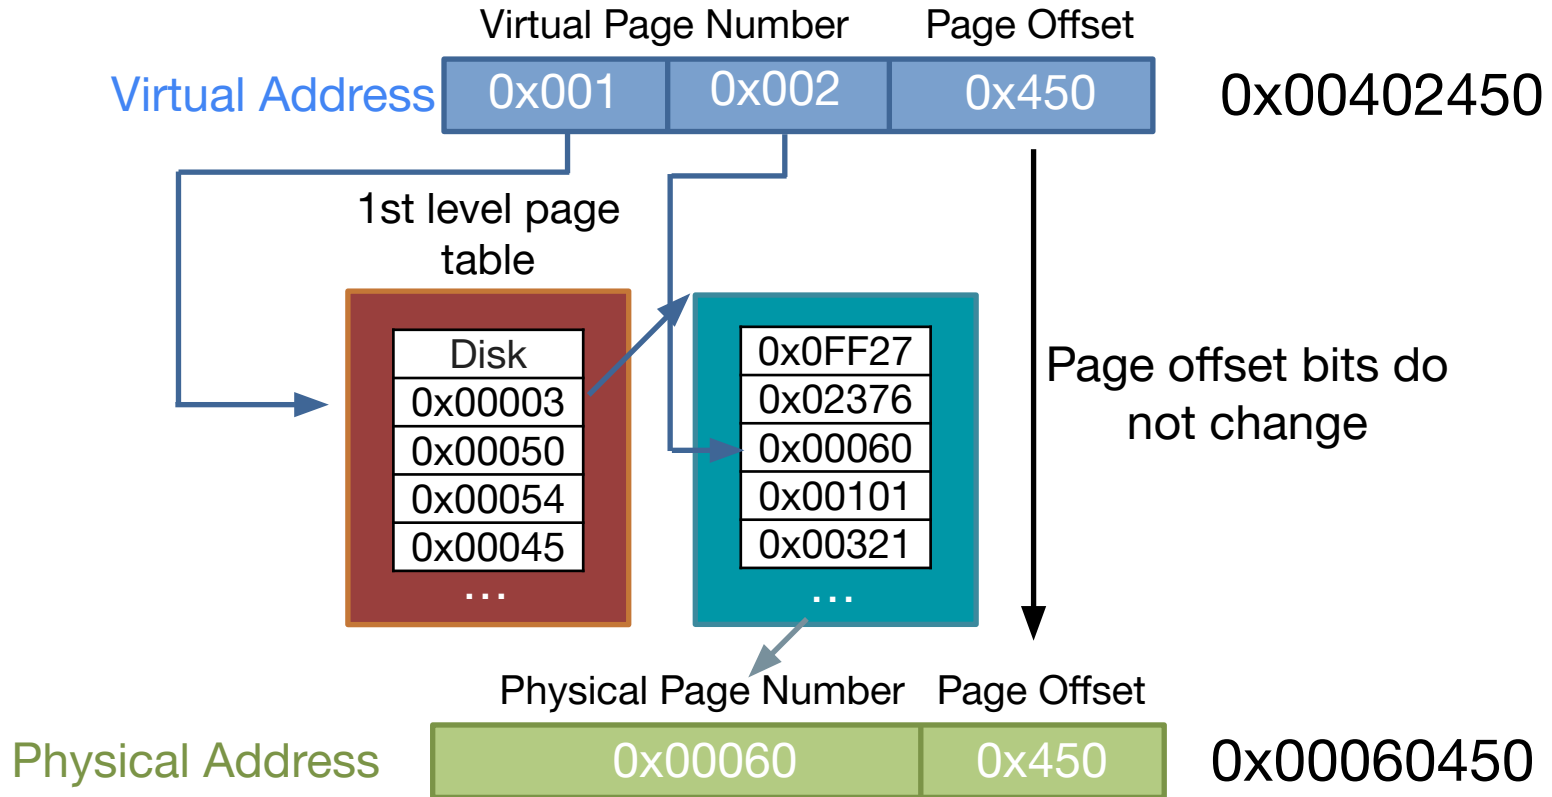 Virtual Page Number Page Offset
Virtual Address 0x001 0x002 0x450 0x00402450
1st level page
table
Disk
0x00003
0x00050
0x00054
0x00045
...
0x0FF27
0x02376
0x00060
0x00101
0x00321
...
Page offset bits do
not change
Physical Page Number Page Offset
Physical Address 0x00060 0x450 0x00060450